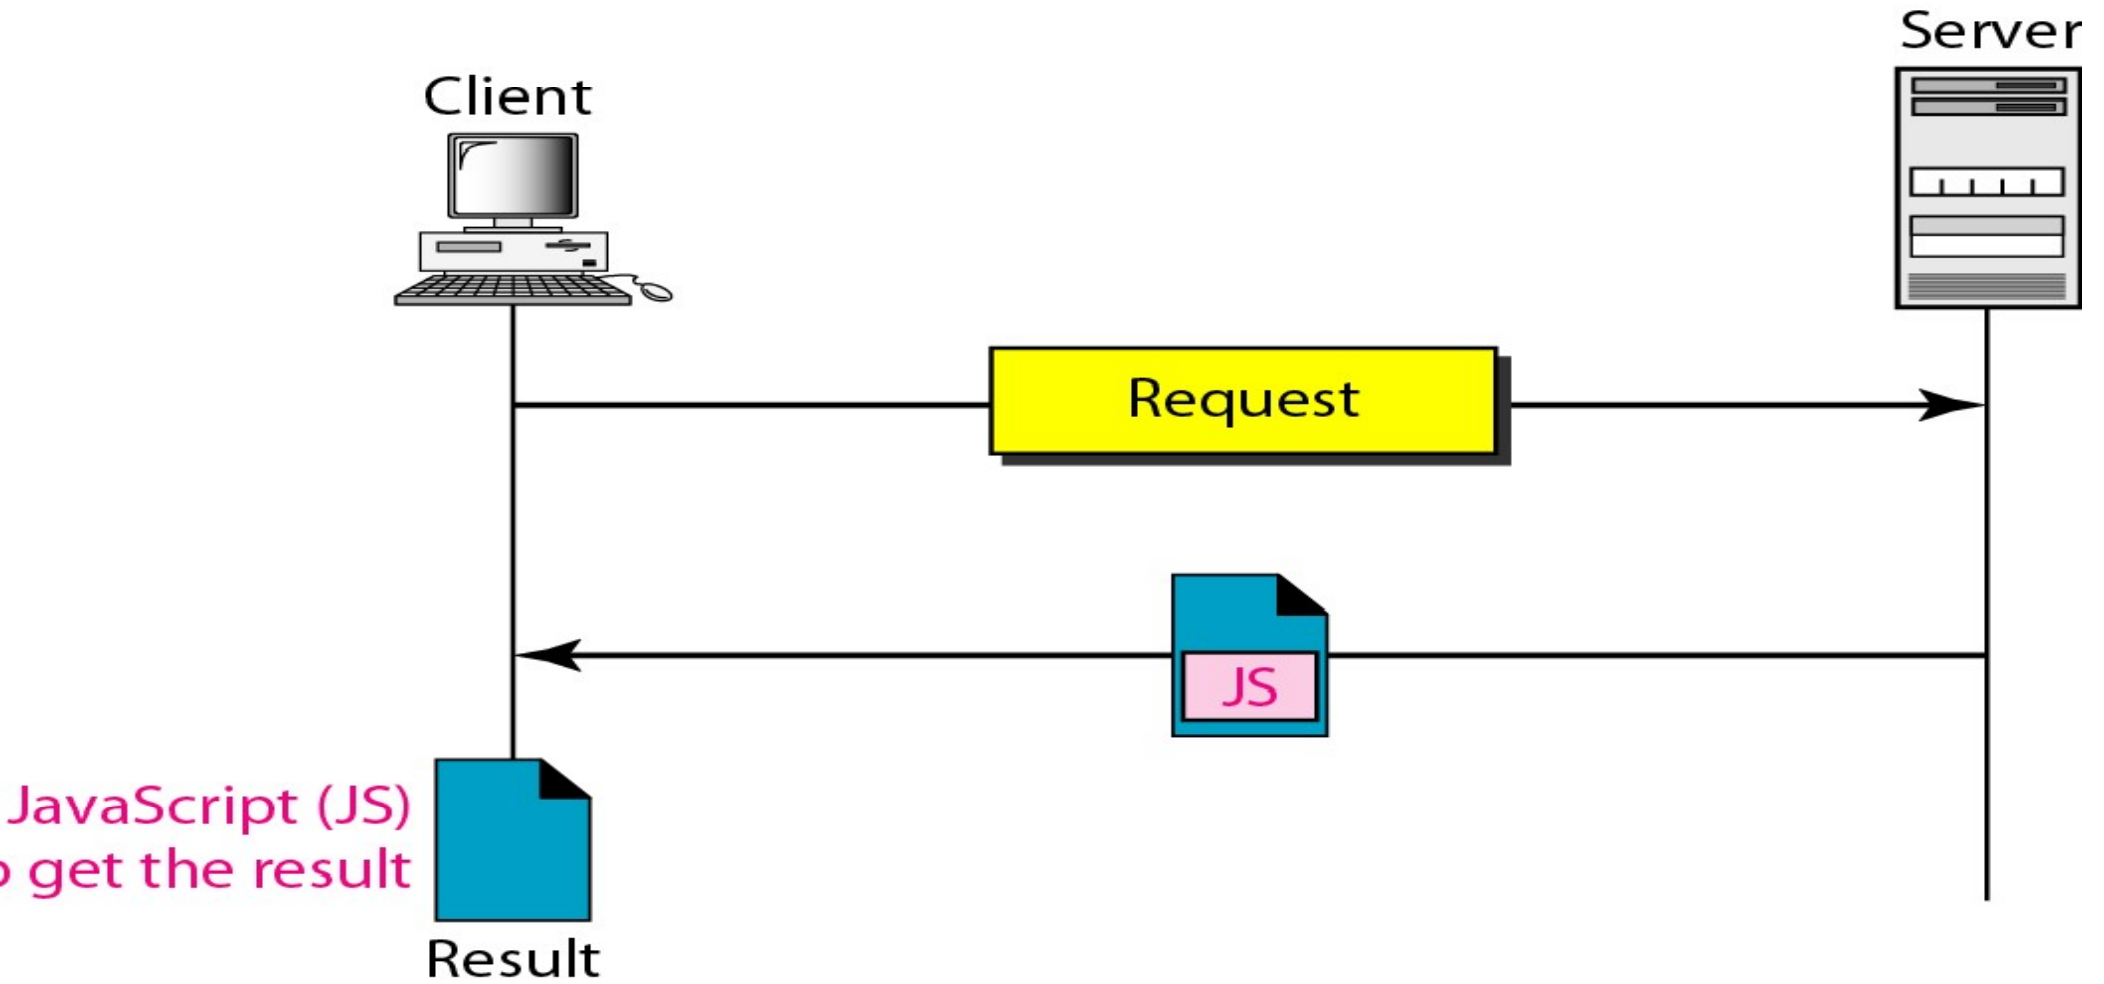 Server
Client
Request
JS
JavaScript (JS)
get the result
Result